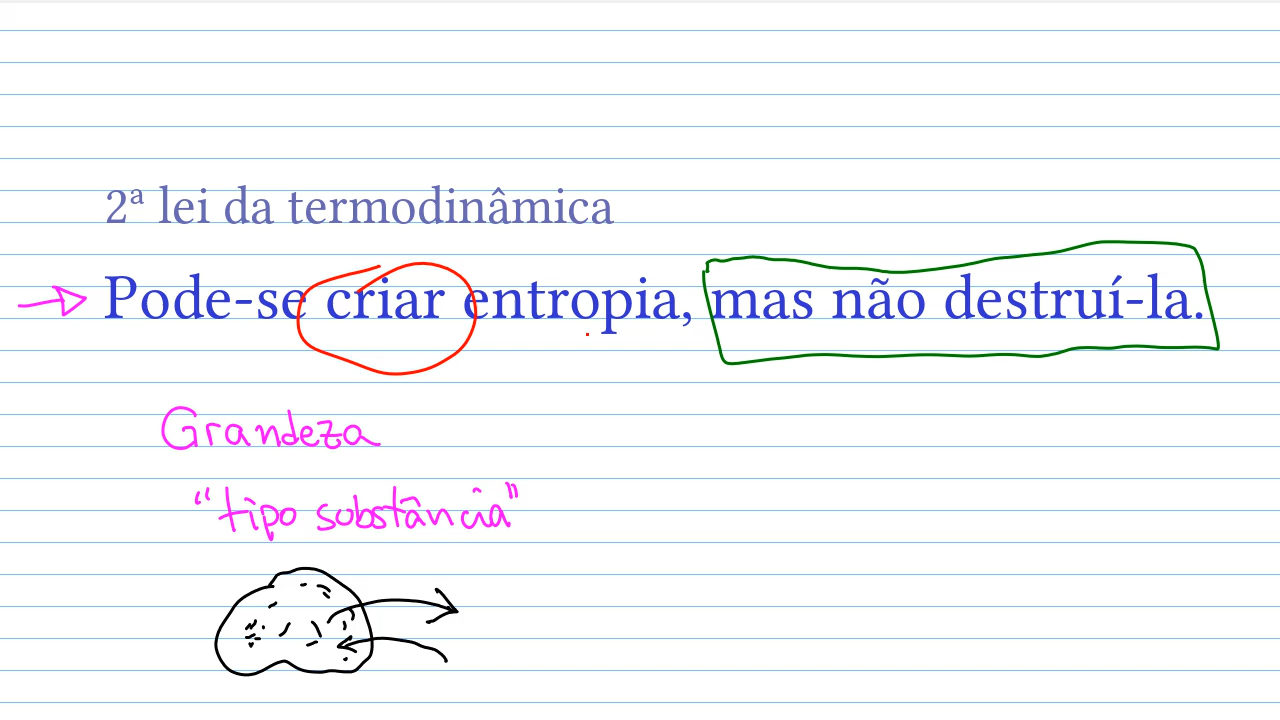 2ª lei da termodinâmica
Pode-se criar entropia, mas não destruí-la.
Grandeza
"tipo substância"